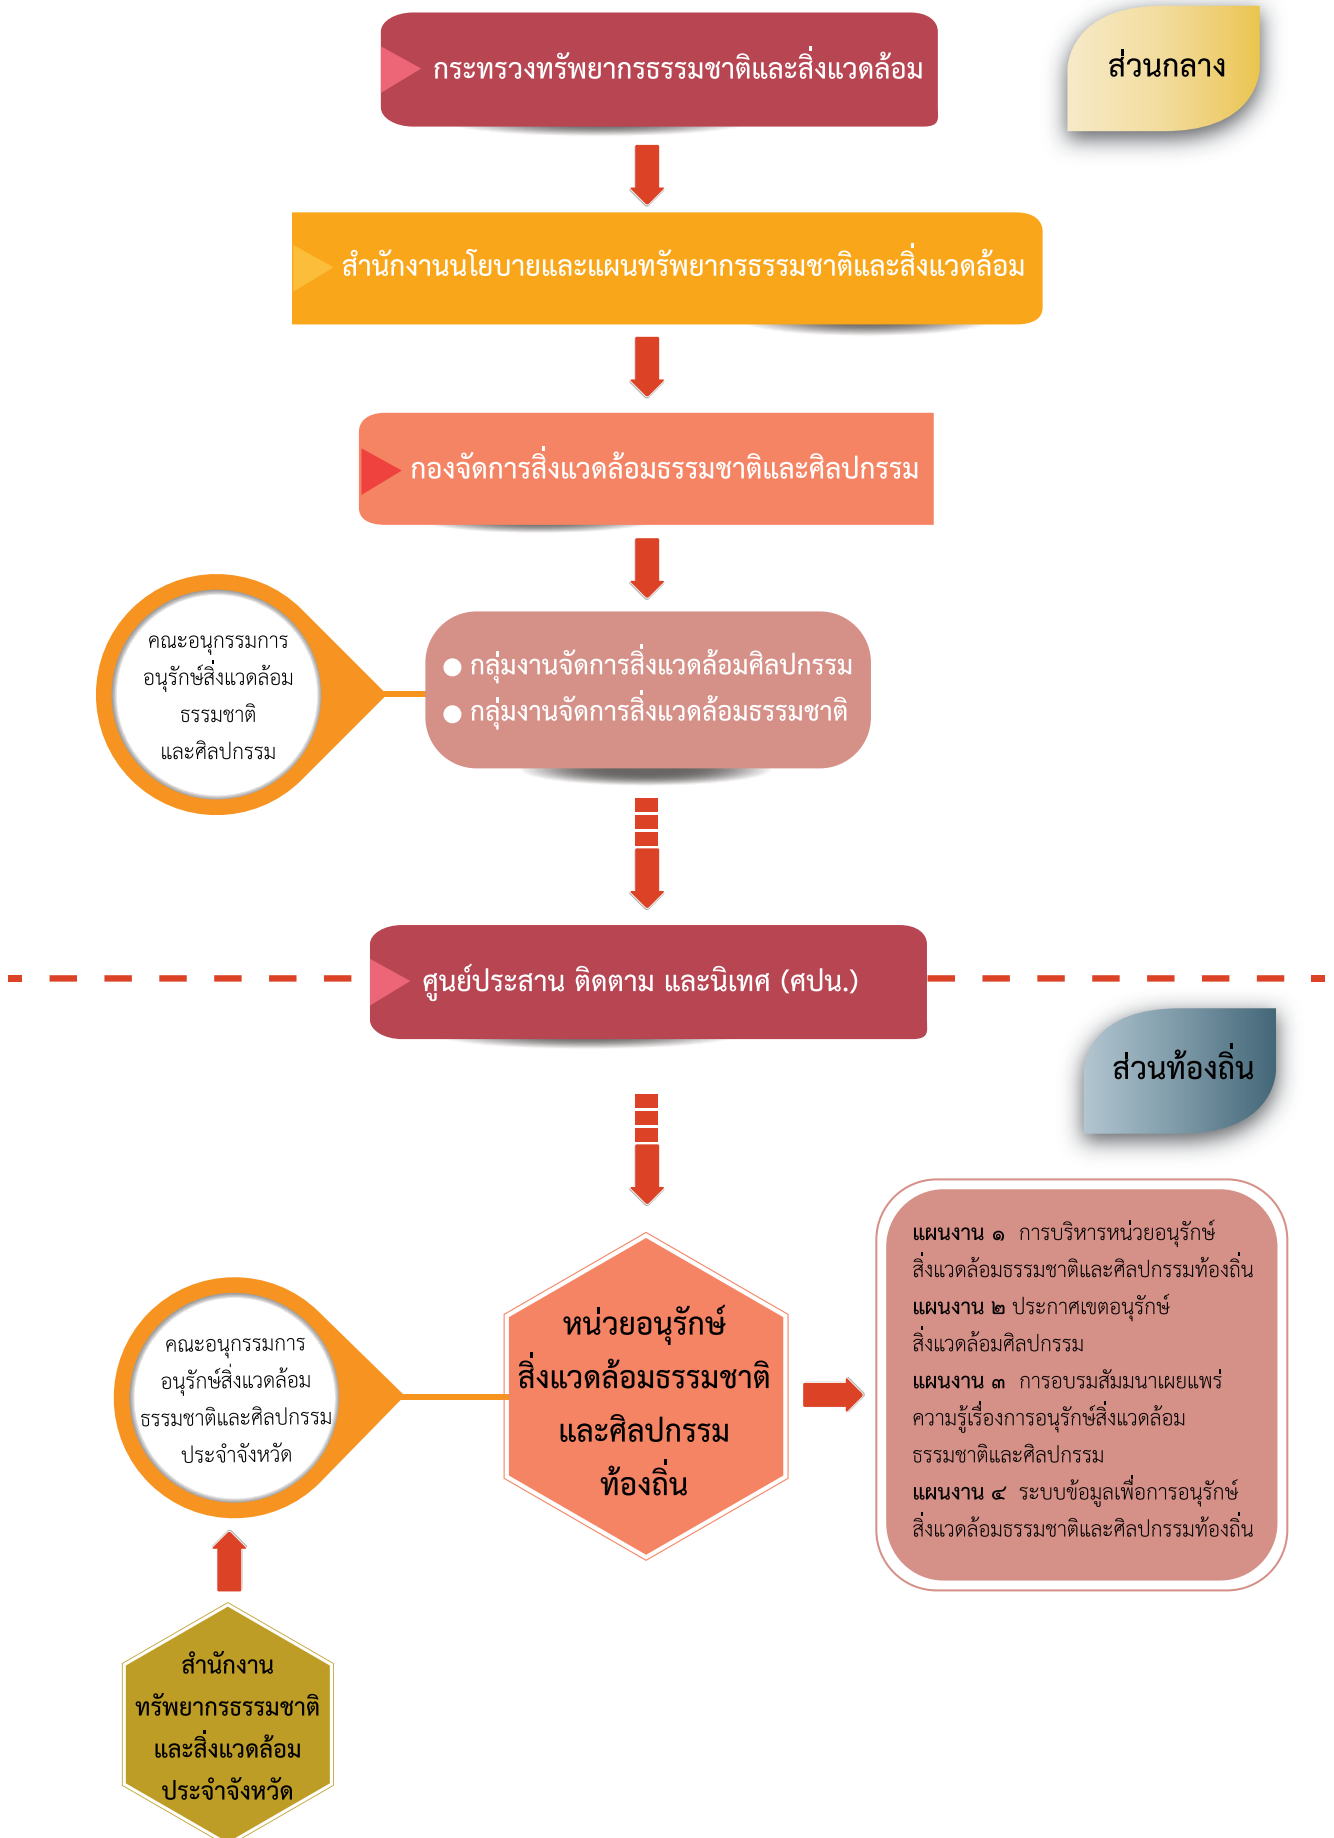 กระทรวงทรัพยากรธรรมชาติและสิ่งแวดล้อม
ส่วนกลาง
สำนักงานนโยบายและแผนทรัพยากรธรรมชาติและสิ่งแวดล้อม
กองจัดการสิ่งแวดล้อมธรรมชาติและศิลปกรรม
คณะอนุกรรมการ
อนุรักษ์สิ่งแวดล้อม
ธรรมชาติ
และศิลปกรรม
● กลุ่มงานจัดการสิ่งแวดล้อมศิลปกรรม
● กลุ่มงานจัดการสิ่งแวดล้อมธรรมชาติ
ศูนย์ประสาน ติดตาม และนิเทศ (ศปน.)
ส่วนท้องถิ่น
คณะอนุกรรมการ
อนุรักษ์สิ่งแวดล้อม
ธรรมชาติและศิลปกรรม
ประจำจังหวัด
หน่วยอนุรักษ์
สิ่งแวดล้อมธรรมชาติ
และศิลปกรรม
ท้องถิ่น
แผนงาน ๑ การบริหารหน่วยอนุรักษ์
สิ่งแวดล้อมธรรมชาติและศิลปกรรมท้องถิ่น
แผนงาน ๒ ประกาศเขตอนุรักษ์
สิ่งแวดล้อมศิลปกรรม
แผนงาน ๓ การอบรมสัมมนาเผยแพร่
ความรู้เรื่องการอนุรักษ์สิ่งแวดล้อม
ธรรมชาติและศิลปกรรม
แผนงาน ๔ ระบบข้อมูลเพื่อการอนุรักษ์
สิ่งแวดล้อมธรรมชาติและศิลปกรรมท้องถิ่น
สำนักงาน
ทรัพยากรธรรมชาติ
และสิ่งแวดล้อม
ประจำจังหวัด